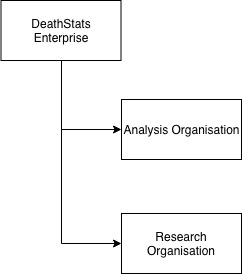 DeathStats
Enterprise
Analysis Organisation
Research
Organisation